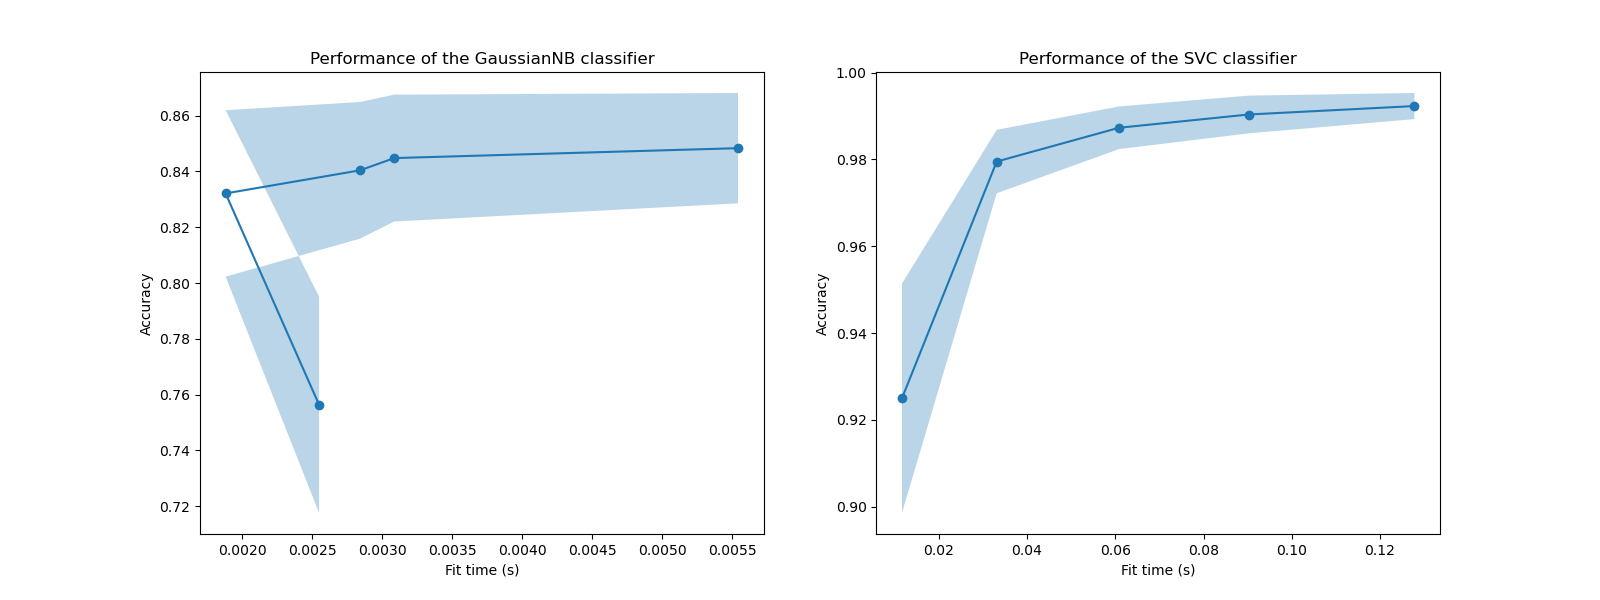 Performance of the GaussianNB classifier
0.86
0.84
0.82
0.80
0.78
0.76
0.74
0.72
Accuracy
0.0020 0.0025 0.0030 0.0035 0.0040 0.0045 0.0050 0.0055
Fit time (s)
Performance of the SVC classifier
1.00
0.98
0.96
0.94
0.92
0.90
Accuracy
0.02 0.04 0.06 0.08 0.10 0.12
Fit time (s)